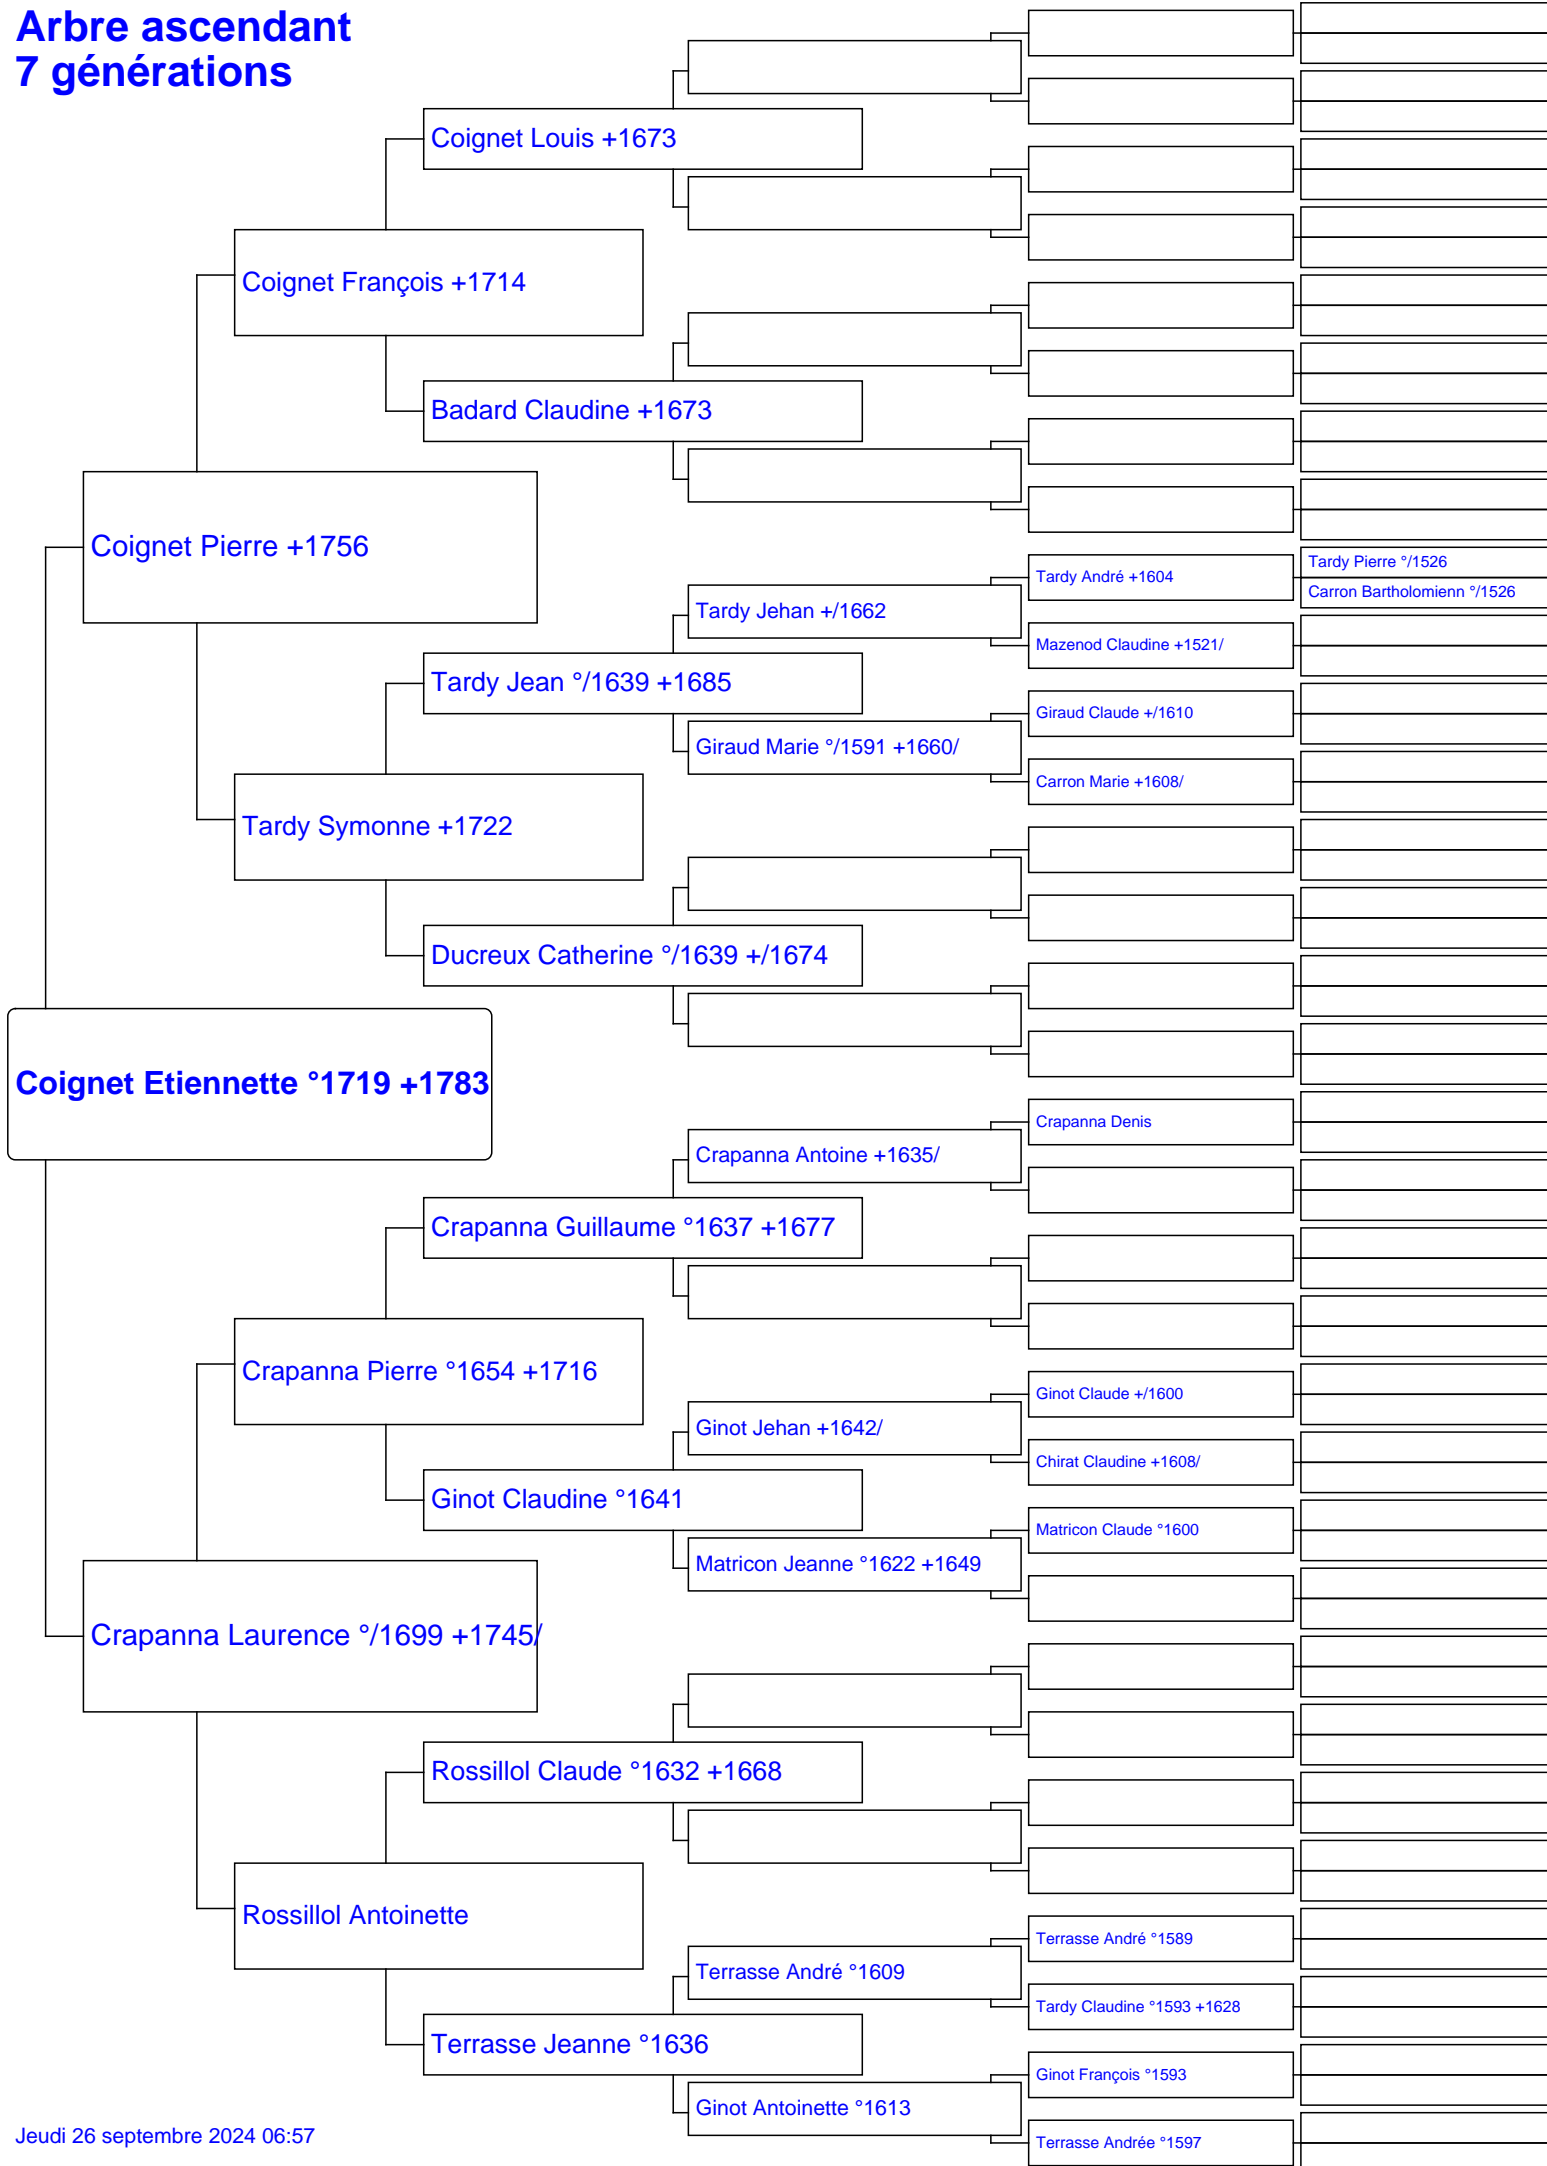 Arbre ascendant
7 générations
Coignet Louis +1673
Coignet François +1714
Badard Claudine +1673
Coignet Pierre +1756
Tardy Pierre °/1526
Tardy André +1604
Carron Bartholomienn °/1526
Tardy Jehan +/1662
Mazenod Claudine +1521/
Tardy Jean °/1639 +1685
Giraud Claude +/1610
Giraud Marie °/1591 +1660/
Carron Marie +1608/
Tardy Symonne +1722
Ducreux Catherine °/1639 +/1674
Coignet Etiennette °1719 +1783
Crapanna Denis
Crapanna Antoine +1635/
Crapanna Guillaume °1637 +1677
Crapanna Pierre °1654 +1716
Ginot Claude +/1600
Ginot Jehan +1642/
Chirat Claudine +1608/
Ginot Claudine °1641
Matricon Claude °1600
Matricon Jeanne °1622 +1649
Crapanna Laurence °/1699 +1745/
Rossillol Claude °1632 +1668
Rossillol Antoinette
Terrasse André °1589
Terrasse André °1609
Tardy Claudine °1593 +1628
Terrasse Jeanne °1636
Ginot François °1593
Ginot Antoinette °1613
Terrasse Andrée °1597
Jeudi 26 septembre 2024 06:57